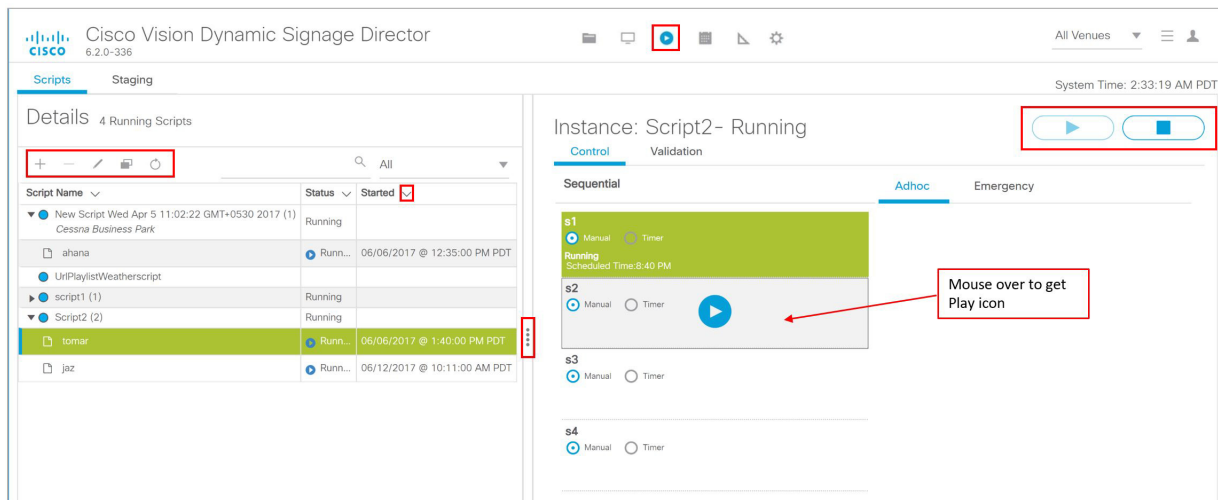 CISCO
Cisco Vision Dynamic Signage Director
6.2.0-336
All Venues
Scripts Staging
System Time: 2:33:19 AM PDT
Details 4 Running Scripts
All
Script Name Status Started
New Script Wed Apr 5 11:02:22 GMT+0530 2017 (1) Running
Cessna Business Park
ahana Runn... 06/06/2017 @ 12:35:00 PM PDT
UrlPlaylistWeatherscript
script1 (1) Running
Script2 (2) Running
tomar Runn... 06/06/2017 @ 1:40:00 PM PDT
jaz Runn... 06/12/2017 @ 10:11:00 AM PDT
Instance: Script2- Running
Control Validation
Sequential
Adhoc Emergency
s1
Manual Timer
Running
Scheduled Time:8:40 PM
s2
Manual Timer
Mouse over to get
Play icon
s3
Manual Timer
s4
Manual Timer